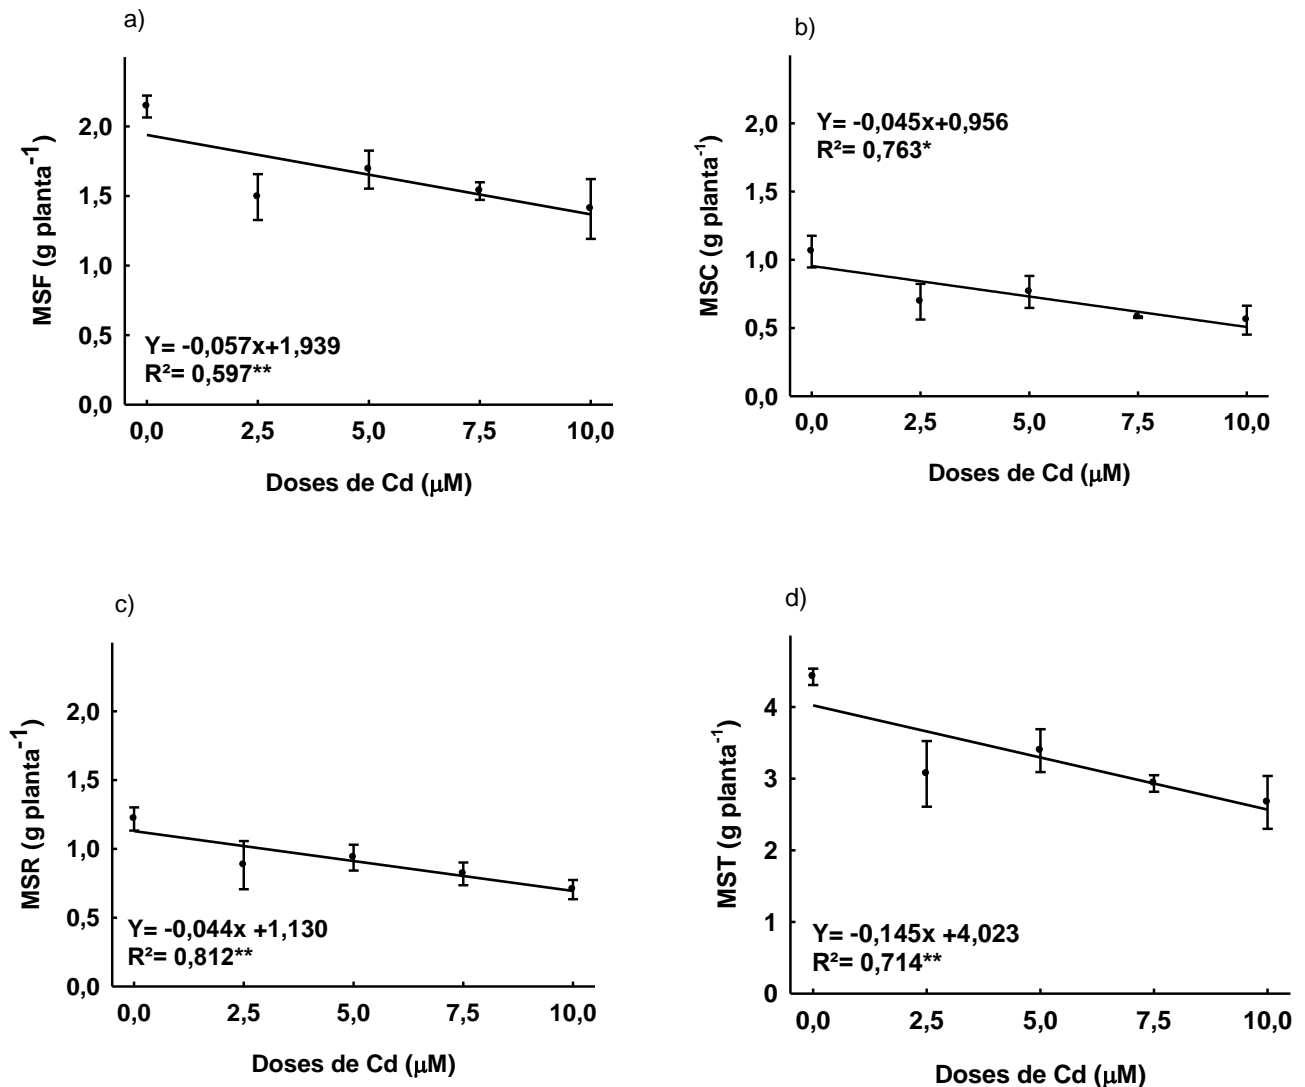 a)
MSF (g planta-1)
2,0
1,5
1,0
0,5
0,0
Y= -0,057x+1,939
R²= 0,597**
0,0 2,5 5,0 7,5 10,0
Doses de Cd (μM)
b)
MSC (g planta-1)
2,0
1,5
1,0
0,5
0,0
Y= -0,045x+0,956
R²= 0,763*
0,0 2,5 5,0 7,5 10,0
Doses de Cd (μM)
c)
MSR (g planta-1)
2,0
1,5
1,0
0,5
0,0
Y= -0,044x +1,130
R²= 0,812**
0,0 2,5 5,0 7,5 10,0
Doses de Cd (μM)
d)
MST (g planta-1)
4
3
2
1
0
Y= -0,145x +4,023
R²= 0,714**
0,0 2,5 5,0 7,5 10,0
Doses de Cd (μM)